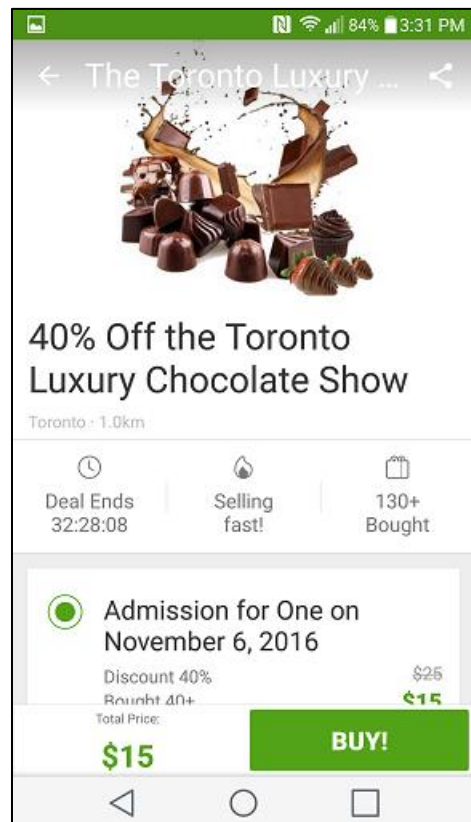 84% 3:31 PM
The Toronto Luxury ...
40% Off the Toronto
Luxury Chocolate Show
Toronto · 1.0km
Deal Ends
32:28:08
Selling
fast!
130+
Bought
Admission for One on
November 6, 2016
Discount 40% $25
Bought 40+ $15
Total Price:
$15
BUY!